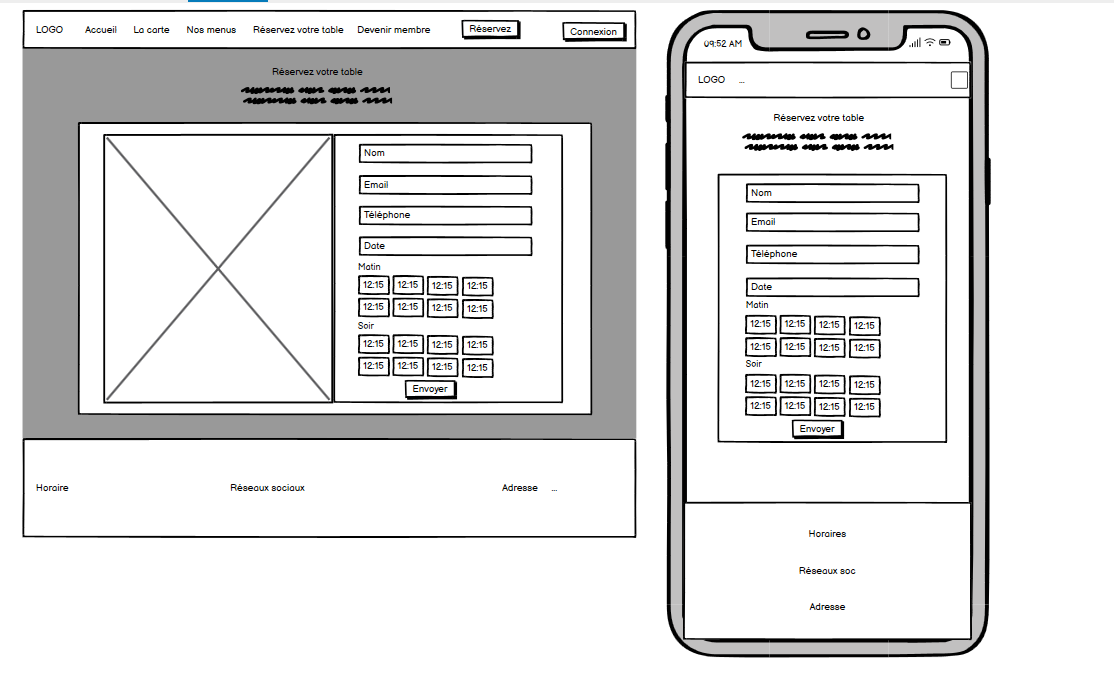 LOGO Accueil La carte Nos menus Réservez votre table Devenir membre Réservez Connexion
Réservez votre table
Nom
Email
Téléphone
Date
Matin
12:15 12:15 12:15 12:15
12:15 12:15 12:15 12:15
Soir
12:15 12:15 12:15 12:15
12:15 12:15 12:15 12:15
Envoyer
Horaire Réseaux sociaux Adresse ...
09:52 AM
LOGO ...
Réservez votre table
Nom
Email
Téléphone
Date
Matin
12:15 12:15 12:15 12:15
12:15 12:15 12:15 12:15
Soir
12:15 12:15 12:15 12:15
12:15 12:15 12:15 12:15
Envoyer
Horaires
Réseaux soc
Adresse